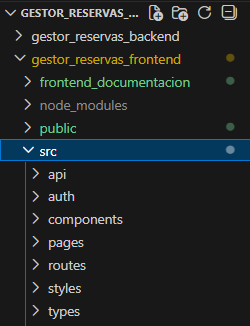 GESTOR_RESERVAS_...
gestor_reservas_backend
gestor_reservas_frontend
frontend_documentacion
node_modules
public
src
api
auth
components
pages
routes
styles
types